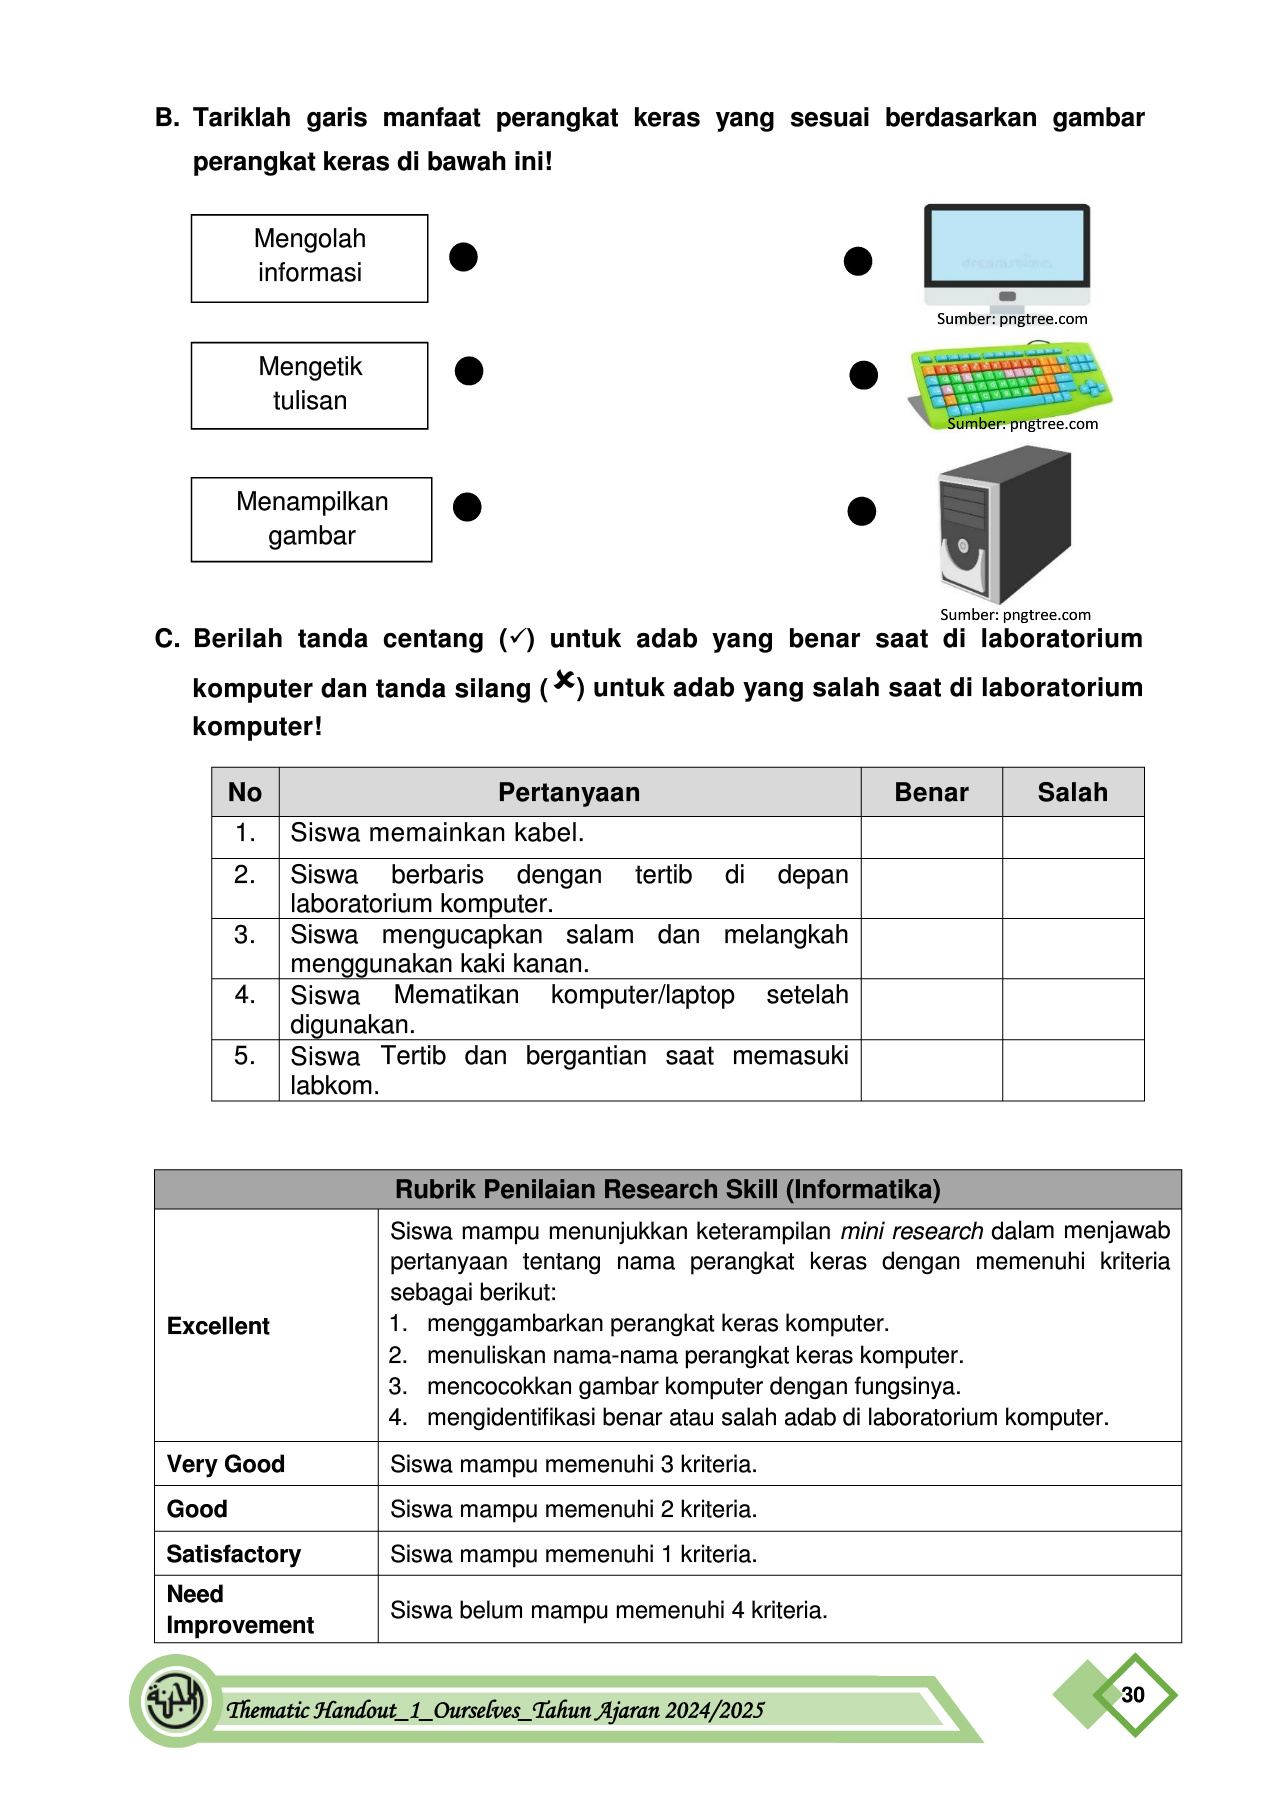 B. Tariklah garis manfaat perangkat keras yang sesuai berdasarkan gambar
perangkat keras di bawah ini!
Mengolah
informasi
Sumber: pngtree.com
Mengetik
tulisan
Sumber: pngtree.com
Menampilkan
gambar
Sumber: pngtree.com
C. Berilah tanda centang (✓) untuk adab yang benar saat di laboratorium
komputer dan tanda silang (✘) untuk adab yang salah saat di laboratorium
komputer!
No Pertanyaan Benar Salah
1. Siswa memainkan kabel.
2. Siswa berbaris dengan tertib di depan
laboratorium komputer.
3. Siswa mengucapkan salam dan melangkah
menggunakan kaki kanan.
4. Siswa Mematikan komputer/laptop setelah
digunakan.
5. Siswa Tertib dan bergantian saat memasuki
labkom.
Rubrik Penilaian Research Skill (Informatika)
Excellent
Siswa mampu menunjukkan keterampilan mini research dalam menjawab
pertanyaan tentang nama perangkat keras dengan memenuhi kriteria
sebagai berikut:
1. menggambarkan perangkat keras komputer.
2. menuliskan nama-nama perangkat keras komputer.
3. mencocokkan gambar komputer dengan fungsinya.
4. mengidentifikasi benar atau salah adab di laboratorium komputer.
Very Good Siswa mampu memenuhi 3 kriteria.
Good Siswa mampu memenuhi 2 kriteria.
Satisfactory Siswa mampu memenuhi 1 kriteria.
Need
Improvement
Siswa belum mampu memenuhi 4 kriteria.
Thematic Handout_1_Ourselves_Tahun Ajaran 2024/2025
30